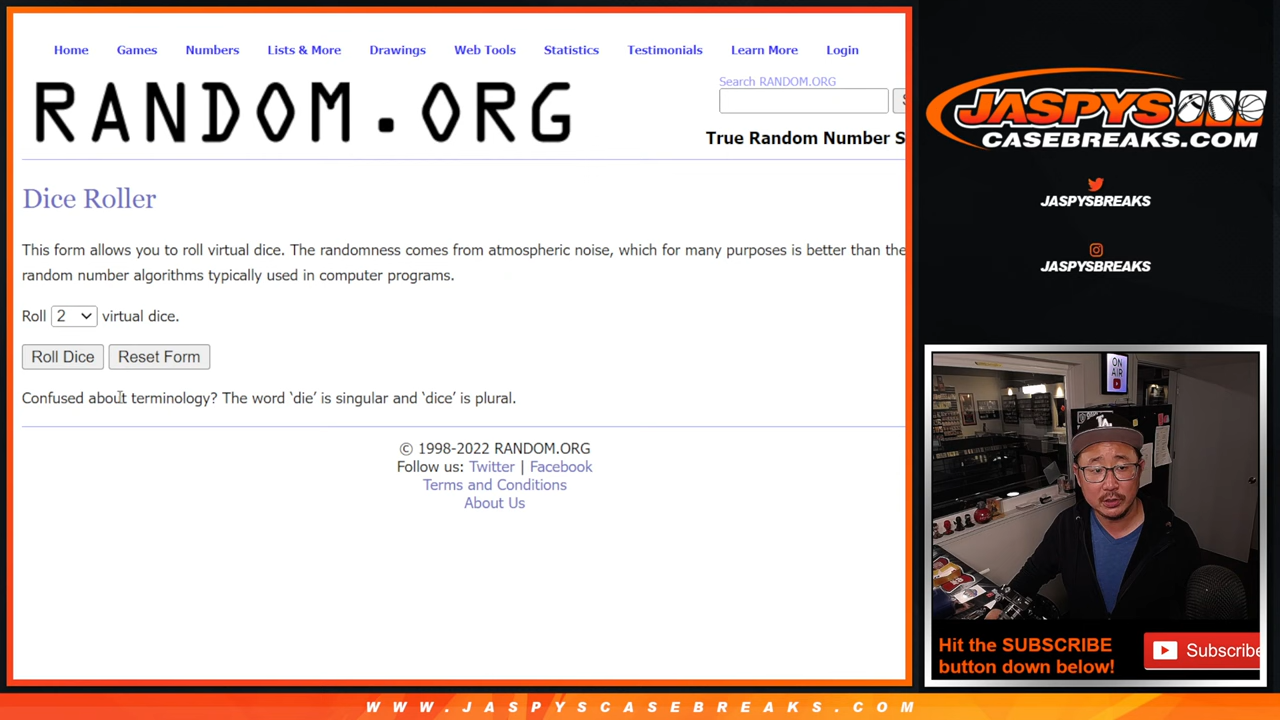 Home Games Numbers Lists & More Drawings Web Tools Statistics Testimonials Learn More Login
RANDOM.ORG
Search RANDOM.ORG
S
True Random Number S
Dice Roller
This form allows you to roll virtual dice. The randomness comes from atmospheric noise, which for many purposes is better than the
random number algorithms typically used in computer programs.
Roll 2 virtual dice.
Roll Dice Reset Form
Confused about terminology? The word ‘die’ is singular and ‘dice’ is plural.
© 1998-2022 RANDOM.ORG
Follow us: Twitter | Facebook
Terms and Conditions
About Us
JASPYS
CASEBREAKS.COM
JASPYSBREAKS
JASPYSBREAKS
ON
AIR
LA
Hit the SUBSCRIBE
button down below!
Subscribe
WWW.JASPYSCASEBREAKS.COM